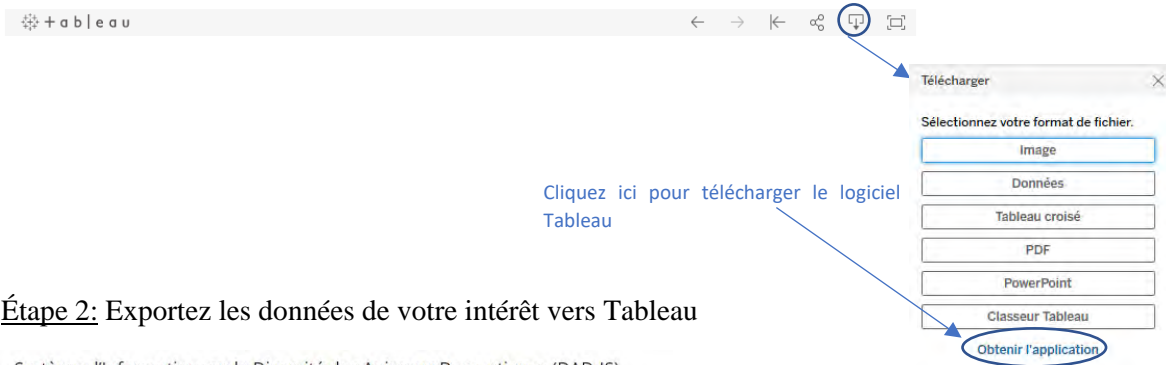 + a b l e a u
Télécharger
Sélectionnez votre format de fichier.
Image
Données
Tableau croisé
PDF
PowerPoint
Classeur Tableau
Obtenir l'application
Cliquez ici pour télécharger le logiciel
Tableau
Étape 2: Exportez les données de votre intérêt vers Tableau